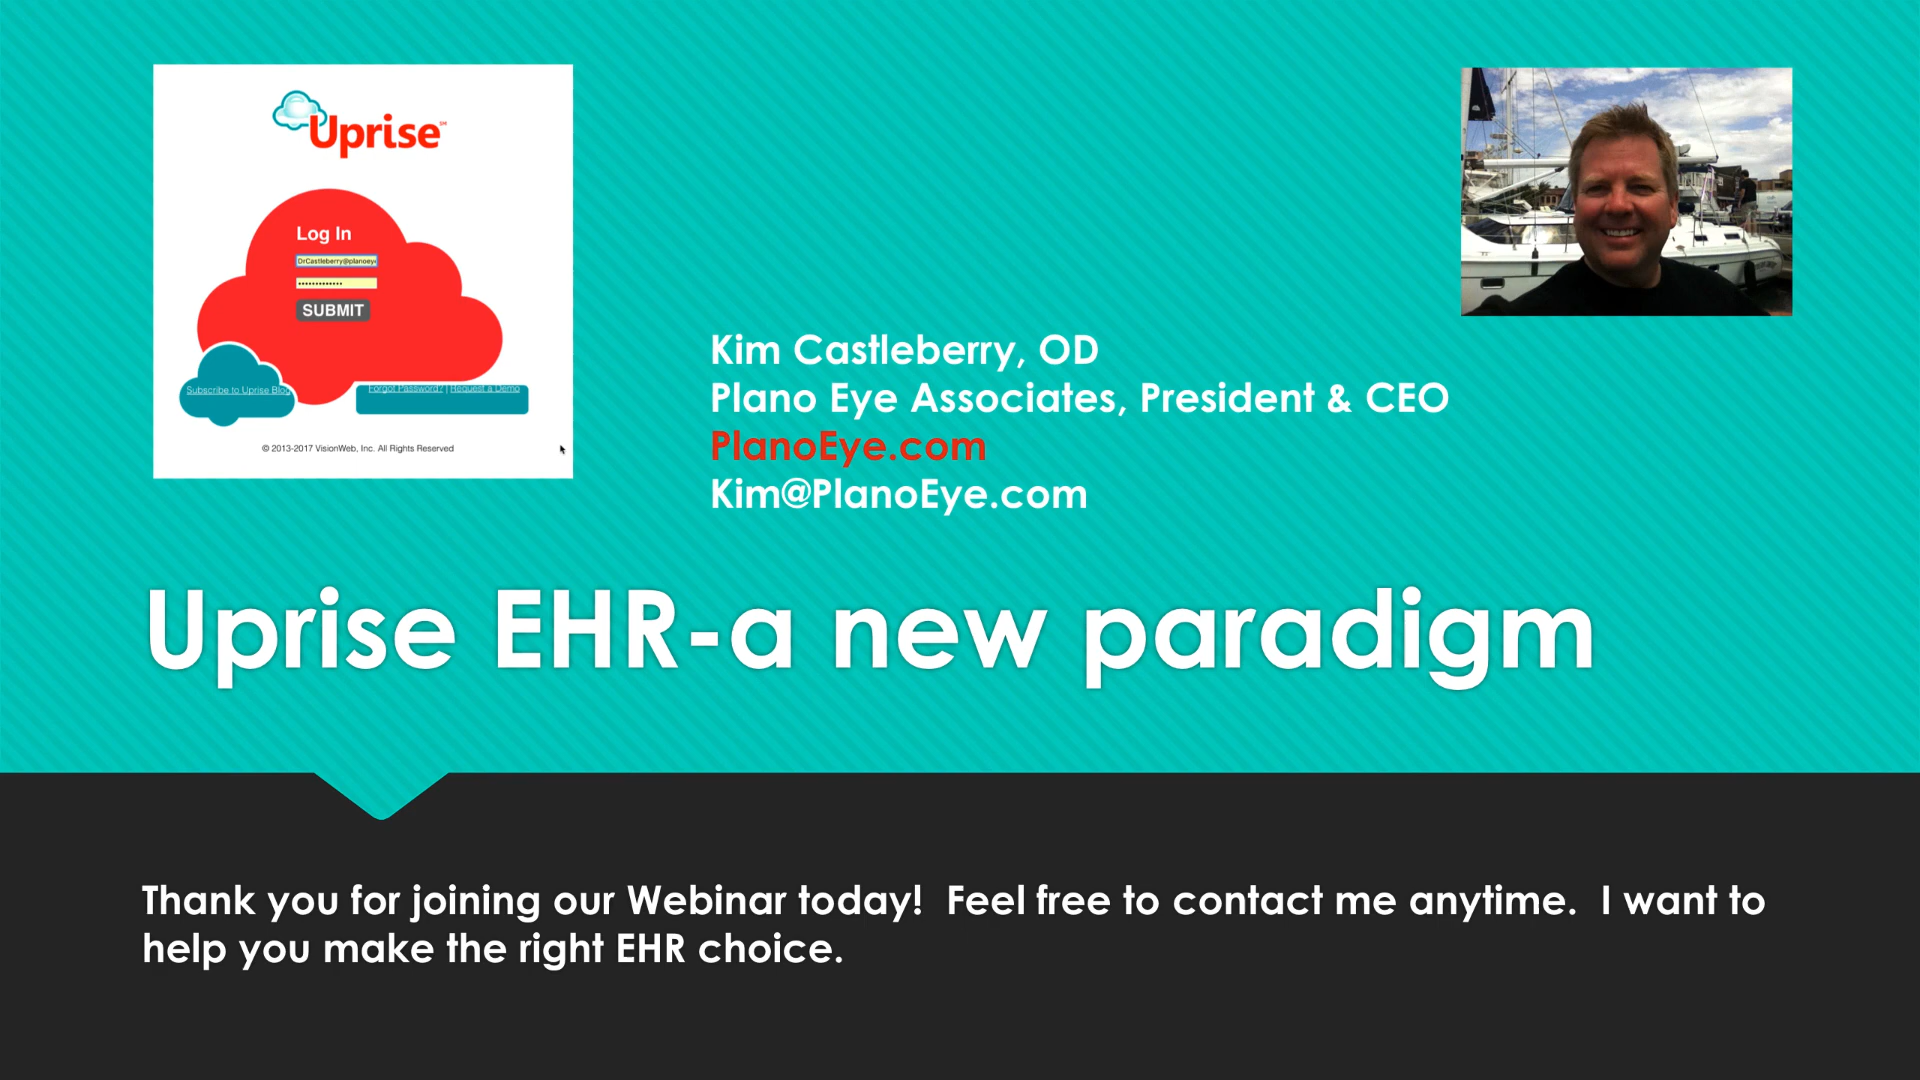 Uprise℠
Log In
DrCastleberry@planoey
•••••••••••••
SUBMIT
Subscribe to Uprise Blog
Forgot Password? | Request a Demo
© 2013-2017 VisionWeb, Inc. All Rights Reserved
Kim Castleberry, OD
Plano Eye Associates, President & CEO
PlanoEye.com
Kim@PlanoEye.com
Uprise EHR-a new paradigm
Thank you for joining our Webinar today!  Feel free to contact me anytime.  I want to
help you make the right EHR choice.